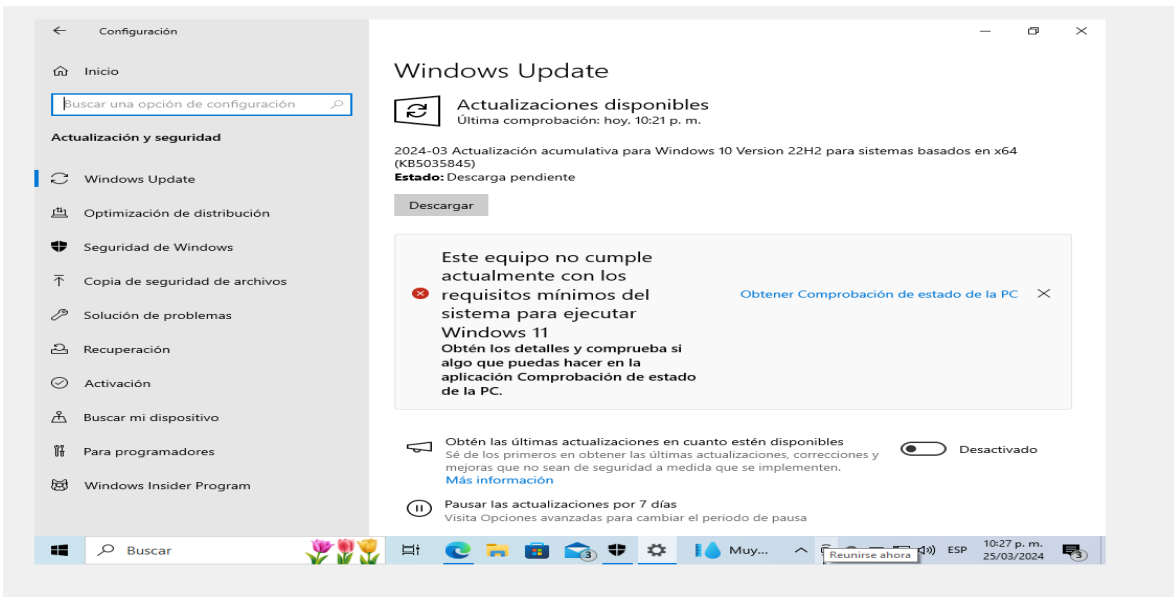 Configuración
Inicio
Buscar una opción de configuración
Actualización y seguridad
Windows Update
Optimización de distribución
Seguridad de Windows
Copia de seguridad de archivos
Solución de problemas
Recuperación
Activación
Buscar mi dispositivo
Para programadores
Windows Insider Program
Windows Update
Actualizaciones disponibles
Última comprobación: hoy, 10:21 p. m.
2024-03 Actualización acumulativa para Windows 10 Version 22H2 para sistemas basados en x64
(KB5035845)
Estado: Descarga pendiente
Descargar
Este equipo no cumple
actualmente con los
requisitos mínimos del
sistema para ejecutar
Windows 11
Obtén los detalles y comprueba si
algo que puedas hacer en la
aplicación Comprobación de estado
de la PC.
Obtener Comprobación de estado de la PC
Obtén las últimas actualizaciones en cuanto estén disponibles
Sé de los primeros en obtener las últimas actualizaciones, correcciones y
mejoras que no sean de seguridad a medida que se implementen.
Más información
Desactivado
Pausar las actualizaciones por 7 días
Visita Opciones avanzadas para cambiar el periodo de pausa
Buscar
3
Muy...
Reunirse ahora
ESP
10:27 p. m.
25/03/2024
3